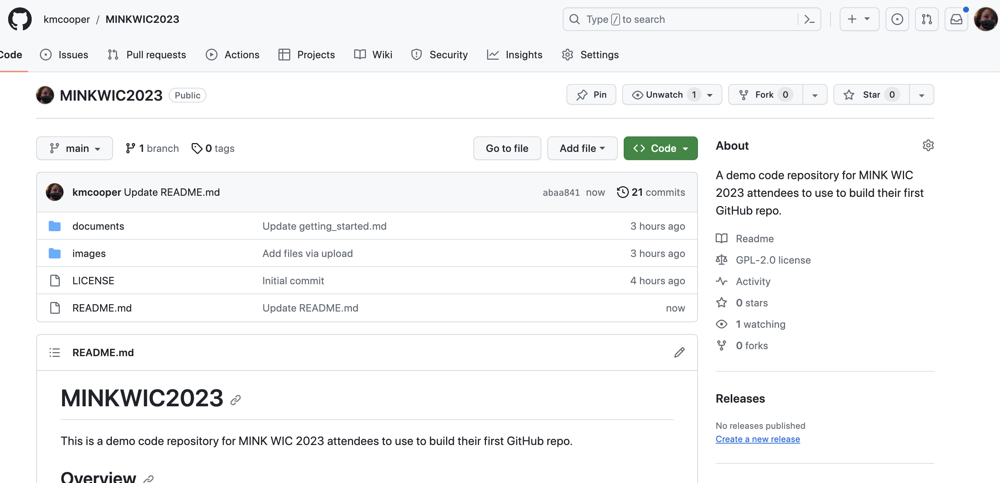 kmcooper / MINKWIC2023
Type / to search
Code Issues Pull requests Actions Projects Wiki Security Insights Settings
MINKWIC2023 Public
Pin Unwatch 1 Fork 0 Star 0
main 1 branch 0 tags Go to file Add file Code
kmcooper Update README.md abaa841 now 21 commits
documents Update getting_started.md 3 hours ago
images Add files via upload 3 hours ago
LICENSE Initial commit 4 hours ago
README.md Update README.md now
README.md
MINKWIC2023
This is a demo code repository for MINK WIC 2023 attendees to use to build their first GitHub repo.
Overview
About
A demo code repository for MINK WIC
2023 attendees to use to build their first
GitHub repo.
Readme
GPL-2.0 license
Activity
0 stars
1 watching
0 forks
Releases
No releases published
Create a new release